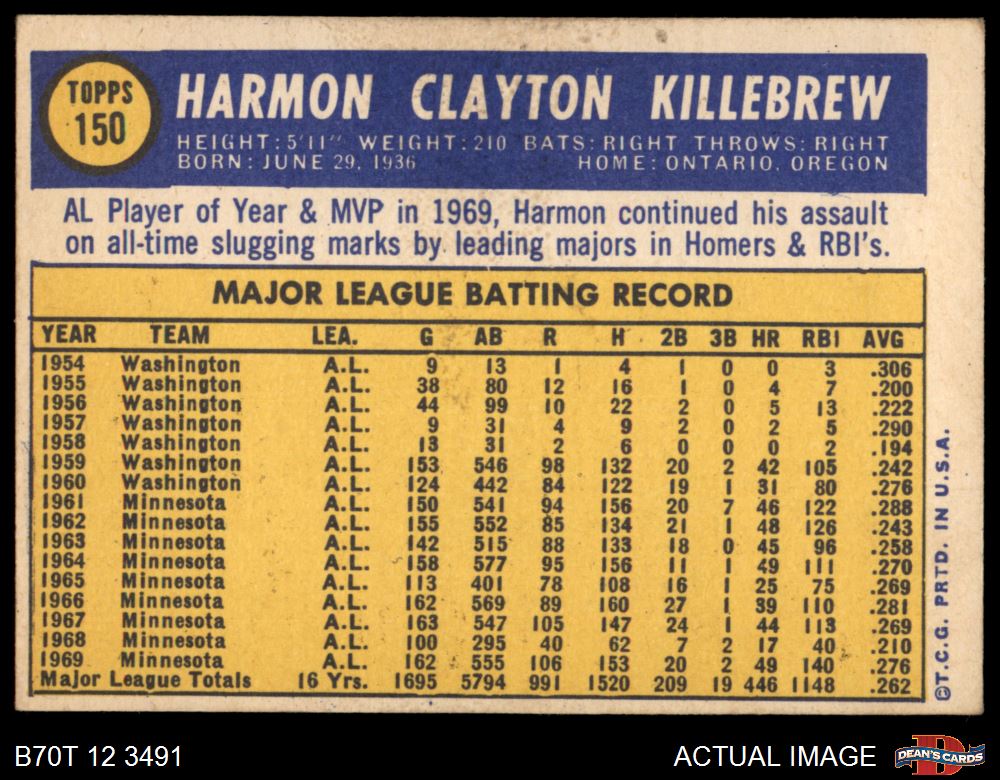 TOPPS
150
HARMON CLAYTON KILLEBREW
HEIGHT: 5'11" WEIGHT: 210 BATS: RIGHT THROWS: RIGHT
BORN: JUNE 29, 1936 HOME: ONTARIO, OREGON
AL Player of Year & MVP in 1969, Harmon continued his assault
on all-time slugging marks by leading majors in Homers & RBI's.
MAJOR LEAGUE BATTING RECORD
YEAR TEAM LEA. G AB R H 2B 3B HR RBI AVG
1954 Washington A.L. 9 13 1 4 1 0 0 3 .306
1955 Washington A.L. 38 80 12 16 1 0 4 7 .200
1956 Washington A.L. 44 99 10 22 2 0 5 13 .222
1957 Washington A.L. 9 31 4 9 2 0 2 5 .290
1958 Washington A.L. 13 31 2 6 0 0 0 2 .194
1959 Washington A.L. 153 546 98 132 20 2 42 105 .242
1960 Washington A.L. 124 442 84 122 19 1 31 80 .276
1961 Minnesota A.L. 150 541 94 156 20 7 46 122 .288
1962 Minnesota A.L. 155 552 85 134 21 1 48 126 .243
1963 Minnesota A.L. 142 515 88 133 18 0 45 96 .258
1964 Minnesota A.L. 158 577 95 156 11 1 49 111 .270
1965 Minnesota A.L. 113 401 78 108 16 1 25 75 .269
1966 Minnesota A.L. 162 569 89 160 27 1 39 110 .281
1967 Minnesota A.L. 163 547 105 147 24 1 44 113 .269
1968 Minnesota A.L. 100 295 40 62 7 2 17 40 .210
1969 Minnesota A.L. 162 555 106 153 20 2 49 140 .276
Major League Totals 16 Yrs. 1695 5794 991 1520 209 19 446 1148 .262
©T.C.G. PRTD. IN U.S.A.
B70T 12 3491
ACTUAL IMAGE
DEAN'S CARDS